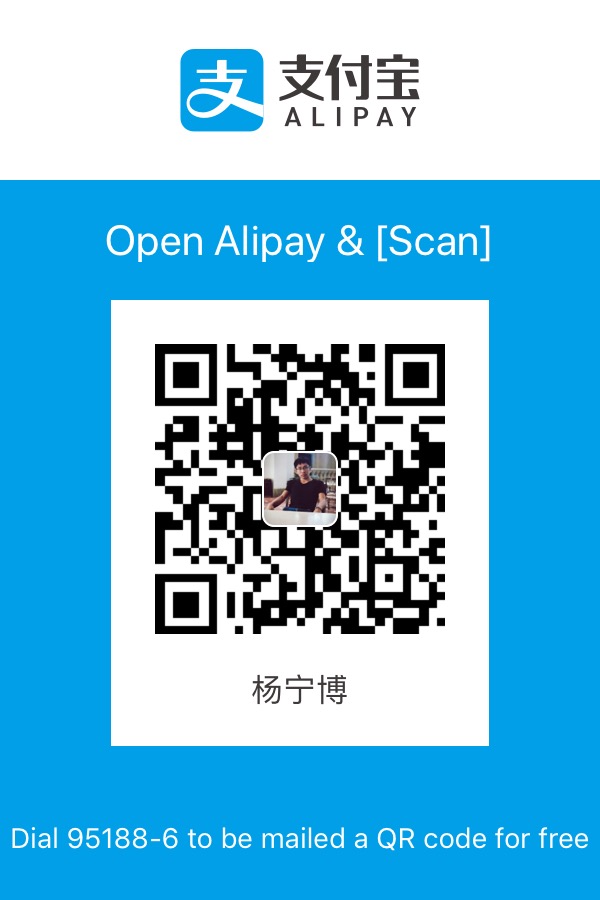 支 支付宝
ALIPAY
Open Alipay & [Scan]
杨宁博
Dial 95188-6 to be mailed a QR code for free